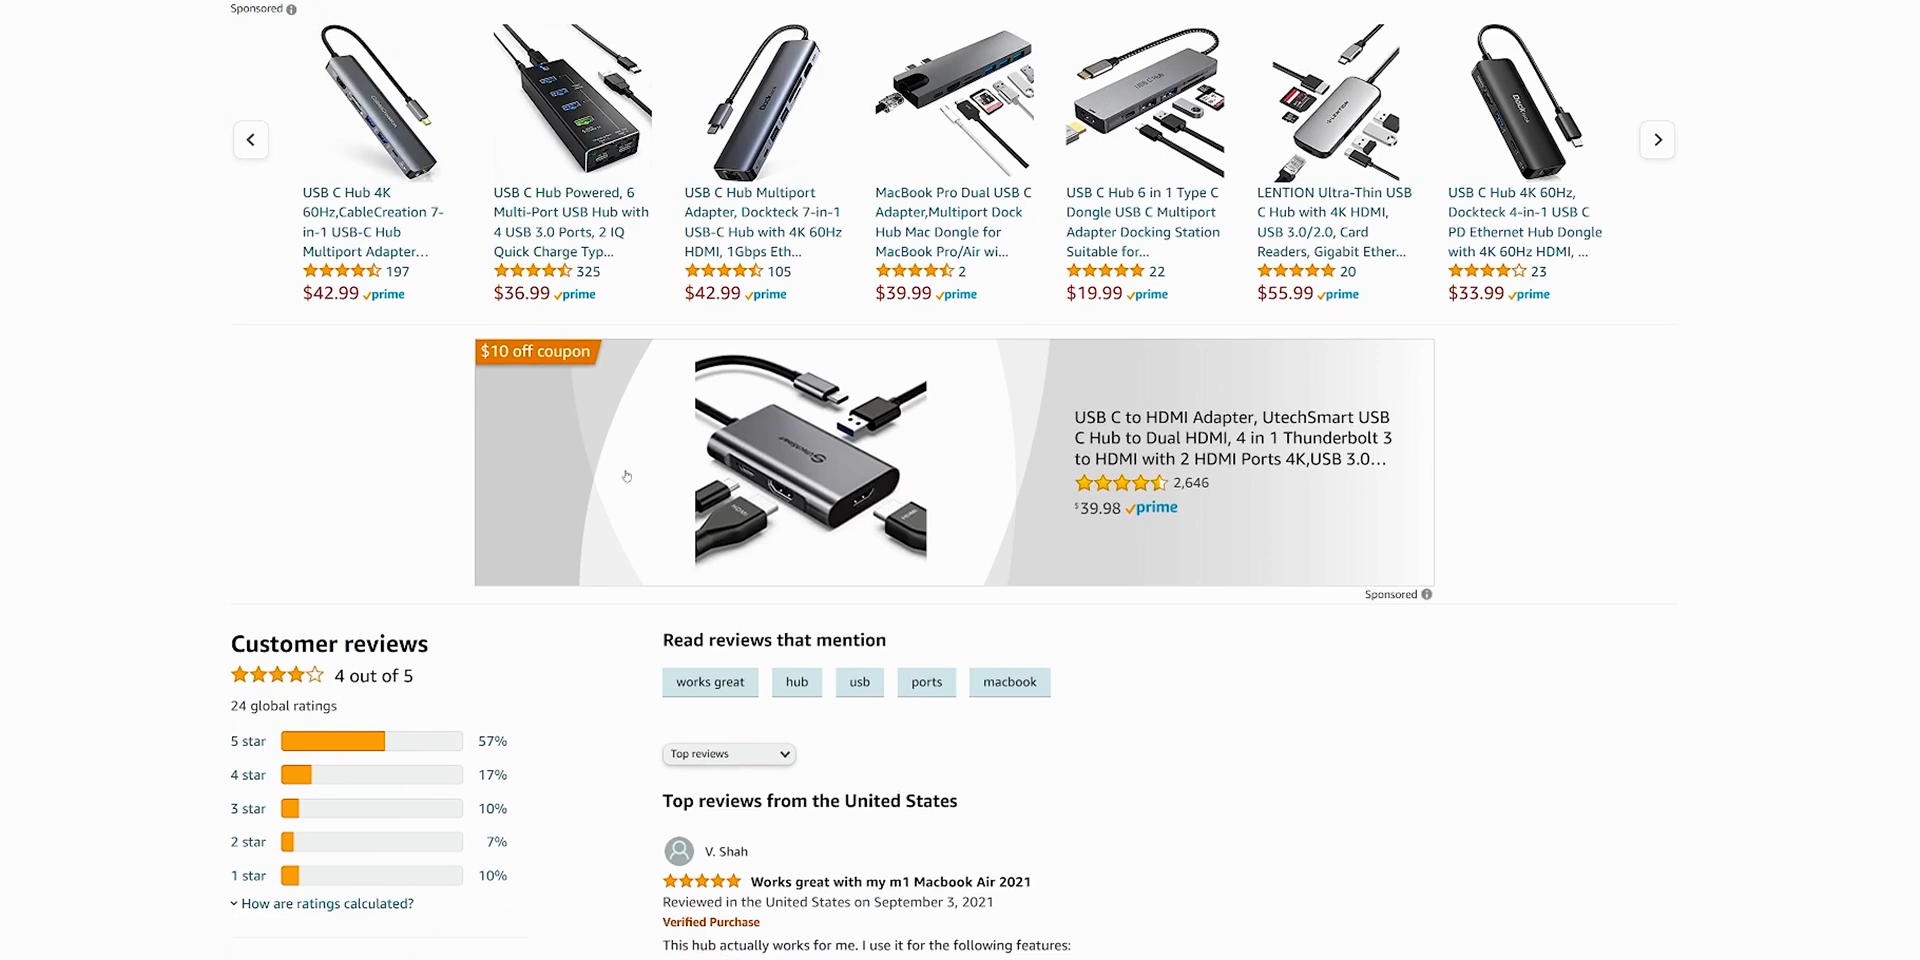 Sponsored
USB C Hub 4K
60Hz,CableCreation 7-
in-1 USB-C Hub
Multiport Adapter...
197
$42.99 prime
USB C Hub Powered, 6
Multi-Port USB Hub with
4 USB 3.0 Ports, 2 IQ
Quick Charge Typ...
325
$36.99 prime
USB C Hub Multiport
Adapter, Dockteck 7-in-1
USB-C Hub with 4K 60Hz
HDMI, 1Gbps Eth...
105
$42.99 prime
MacBook Pro Dual USB C
Adapter,Multiport Dock
Hub Mac Dongle for
MacBook Pro/Air wi...
2
$39.99 prime
USB C HUB
USB C Hub 6 in 1 Type C
Dongle USB C Multiport
Adapter Docking Station
Suitable for...
22
$19.99 prime
LENTION
LENTION Ultra-Thin USB
C Hub with 4K HDMI,
USB 3.0/2.0, Card
Readers, Gigabit Ether...
20
$55.99 prime
USB C Hub 4K 60Hz,
Dockteck 4-in-1 USB C
PD Ethernet Hub Dongle
with 4K 60Hz HDMI, ...
23
$33.99 prime
$10 off coupon
HDMI
USB C to HDMI Adapter, UtechSmart USB
C Hub to Dual HDMI, 4 in 1 Thunderbolt 3
to HDMI with 2 HDMI Ports 4K,USB 3.0...
2,646
$39.98 prime
Sponsored
Customer reviews
4 out of 5
24 global ratings
5 star 57%
4 star 17%
3 star 10%
2 star 7%
1 star 10%
How are ratings calculated?
Read reviews that mention
works great hub usb ports macbook
Top reviews
Top reviews from the United States
V. Shah
Works great with my m1 Macbook Air 2021
Reviewed in the United States on September 3, 2021
Verified Purchase
This hub actually works for me. I use it for the following features: